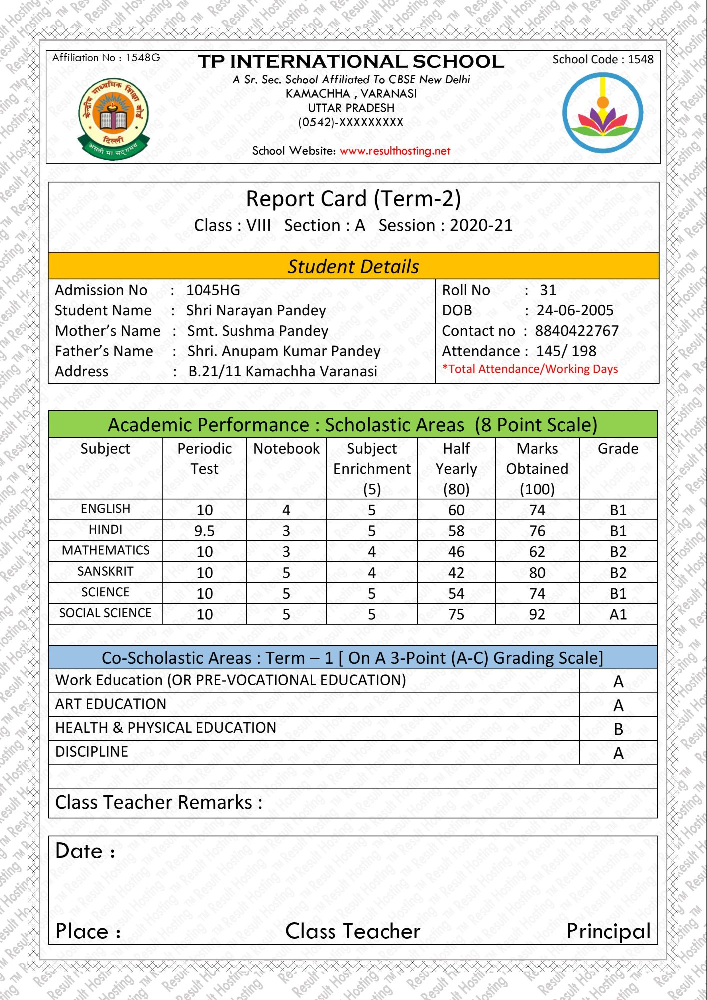 Affiliation No : 1548G
TP INTERNATIONAL SCHOOL
School Code : 1548
A Sr. Sec. School Affiliated To CBSE New Delhi
KAMACHHA , VARANASI
UTTAR PRADESH
(0542)-XXXXXXXXX
School Website: www.resulthosting.net
केन्द्रीय माध्यमिक शिक्षा बोर्ड
दिल्ली
असतो मा सद्गमय
Report Card (Term-2)
Class : VIII Section : A Session : 2020-21
Student Details
Admission No : 1045HG
Student Name : Shri Narayan Pandey
Mother’s Name : Smt. Sushma Pandey
Father’s Name : Shri. Anupam Kumar Pandey
Address : B.21/11 Kamachha Varanasi
Roll No : 31
DOB : 24-06-2005
Contact no : 8840422767
Attendance : 145/ 198
*Total Attendance/Working Days
Academic Performance : Scholastic Areas (8 Point Scale)
Subject Periodic Test Notebook Subject Enrichment (5) Half Yearly (80) Marks Obtained (100) Grade
ENGLISH 10 4 5 60 74 B1
HINDI 9.5 3 5 58 76 B1
MATHEMATICS 10 3 4 46 62 B2
SANSKRIT 10 5 4 42 80 B2
SCIENCE 10 5 5 54 74 B1
SOCIAL SCIENCE 10 5 5 75 92 A1
Co-Scholastic Areas : Term – 1 [ On A 3-Point (A-C) Grading Scale]
Work Education (OR PRE-VOCATIONAL EDUCATION) A
ART EDUCATION A
HEALTH & PHYSICAL EDUCATION B
DISCIPLINE A
Class Teacher Remarks :
Date :
Place : Class Teacher Principal
Result Hosting ™